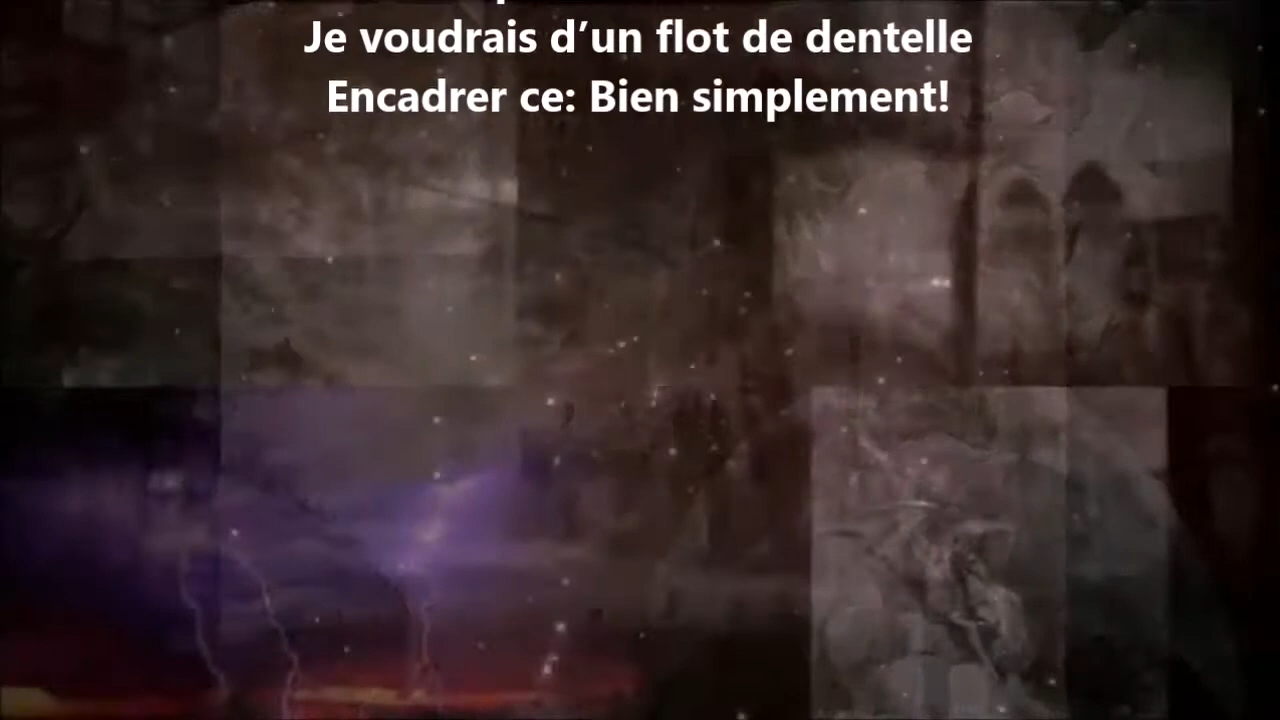 Je voudrais d’un flot de dentelle
Encadrer ce: Bien simplement!